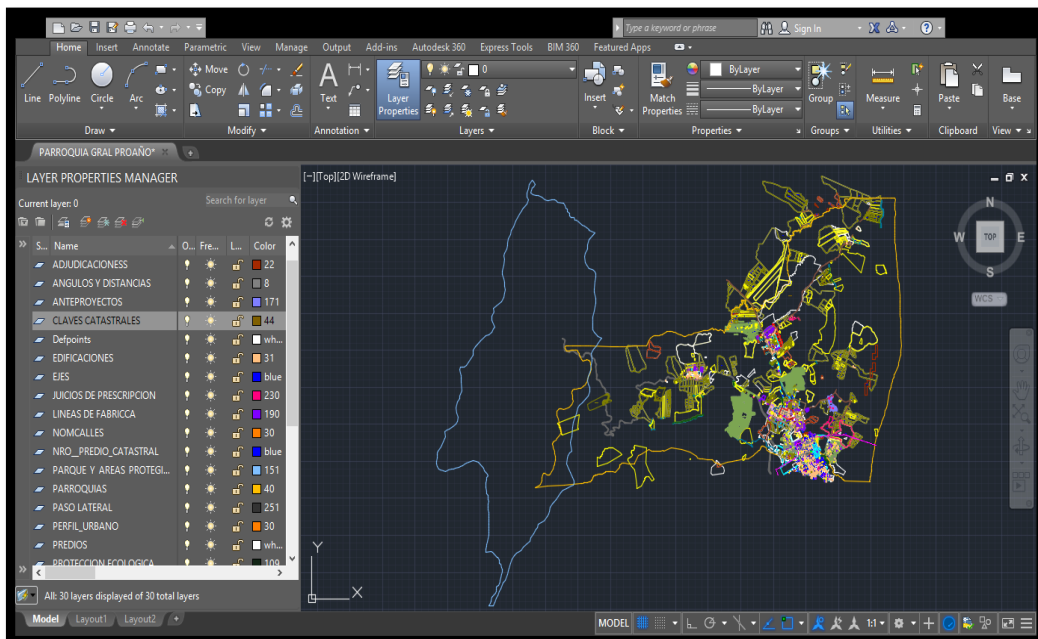 Type a keyword or phrase Sign In
Home Insert Annotate Parametric View Manage Output Add-ins Autodesk 360 Express Tools BIM 360 Featured Apps
Line Polyline Circle Arc Move Copy Text Layer Properties 0 Insert Match Properties ByLayer ByLayer ByLayer Group Measure Paste Base
Draw Modify Annotation Layers Block Properties Groups Utilities Clipboard View
PARROQUIA GRAL PROAÑO*
LAYER PROPERTIES MANAGER
[−][Top][2D Wireframe]
Current layer: 0
Search for layer
S... Name O... Fre... L... Color
ADJUDICACIONESS 22
ANGULOS Y DISTANCIAS 8
ANTEPROYECTOS 171
CLAVES CATASTRALES 44
Defpoints wh...
EDIFICACIONES 31
EJES blue
JUICIOS DE PRESCRIPCION 230
LINEAS DE FABRICCA 190
NOMCALLES 30
NRO_PREDIO_CATASTRAL blue
PARQUE Y AREAS PROTEGI... 151
PARROQUIAS 40
PASO LATERAL 251
PERFIL_URBANO 30
PREDIOS wh...
PROTECCION ECOLOGICA 109
All: 30 layers displayed of 30 total layers
N
W TOP E
S
WCS
Y
X
Model Layout1 Layout2 +
MODEL 1:1